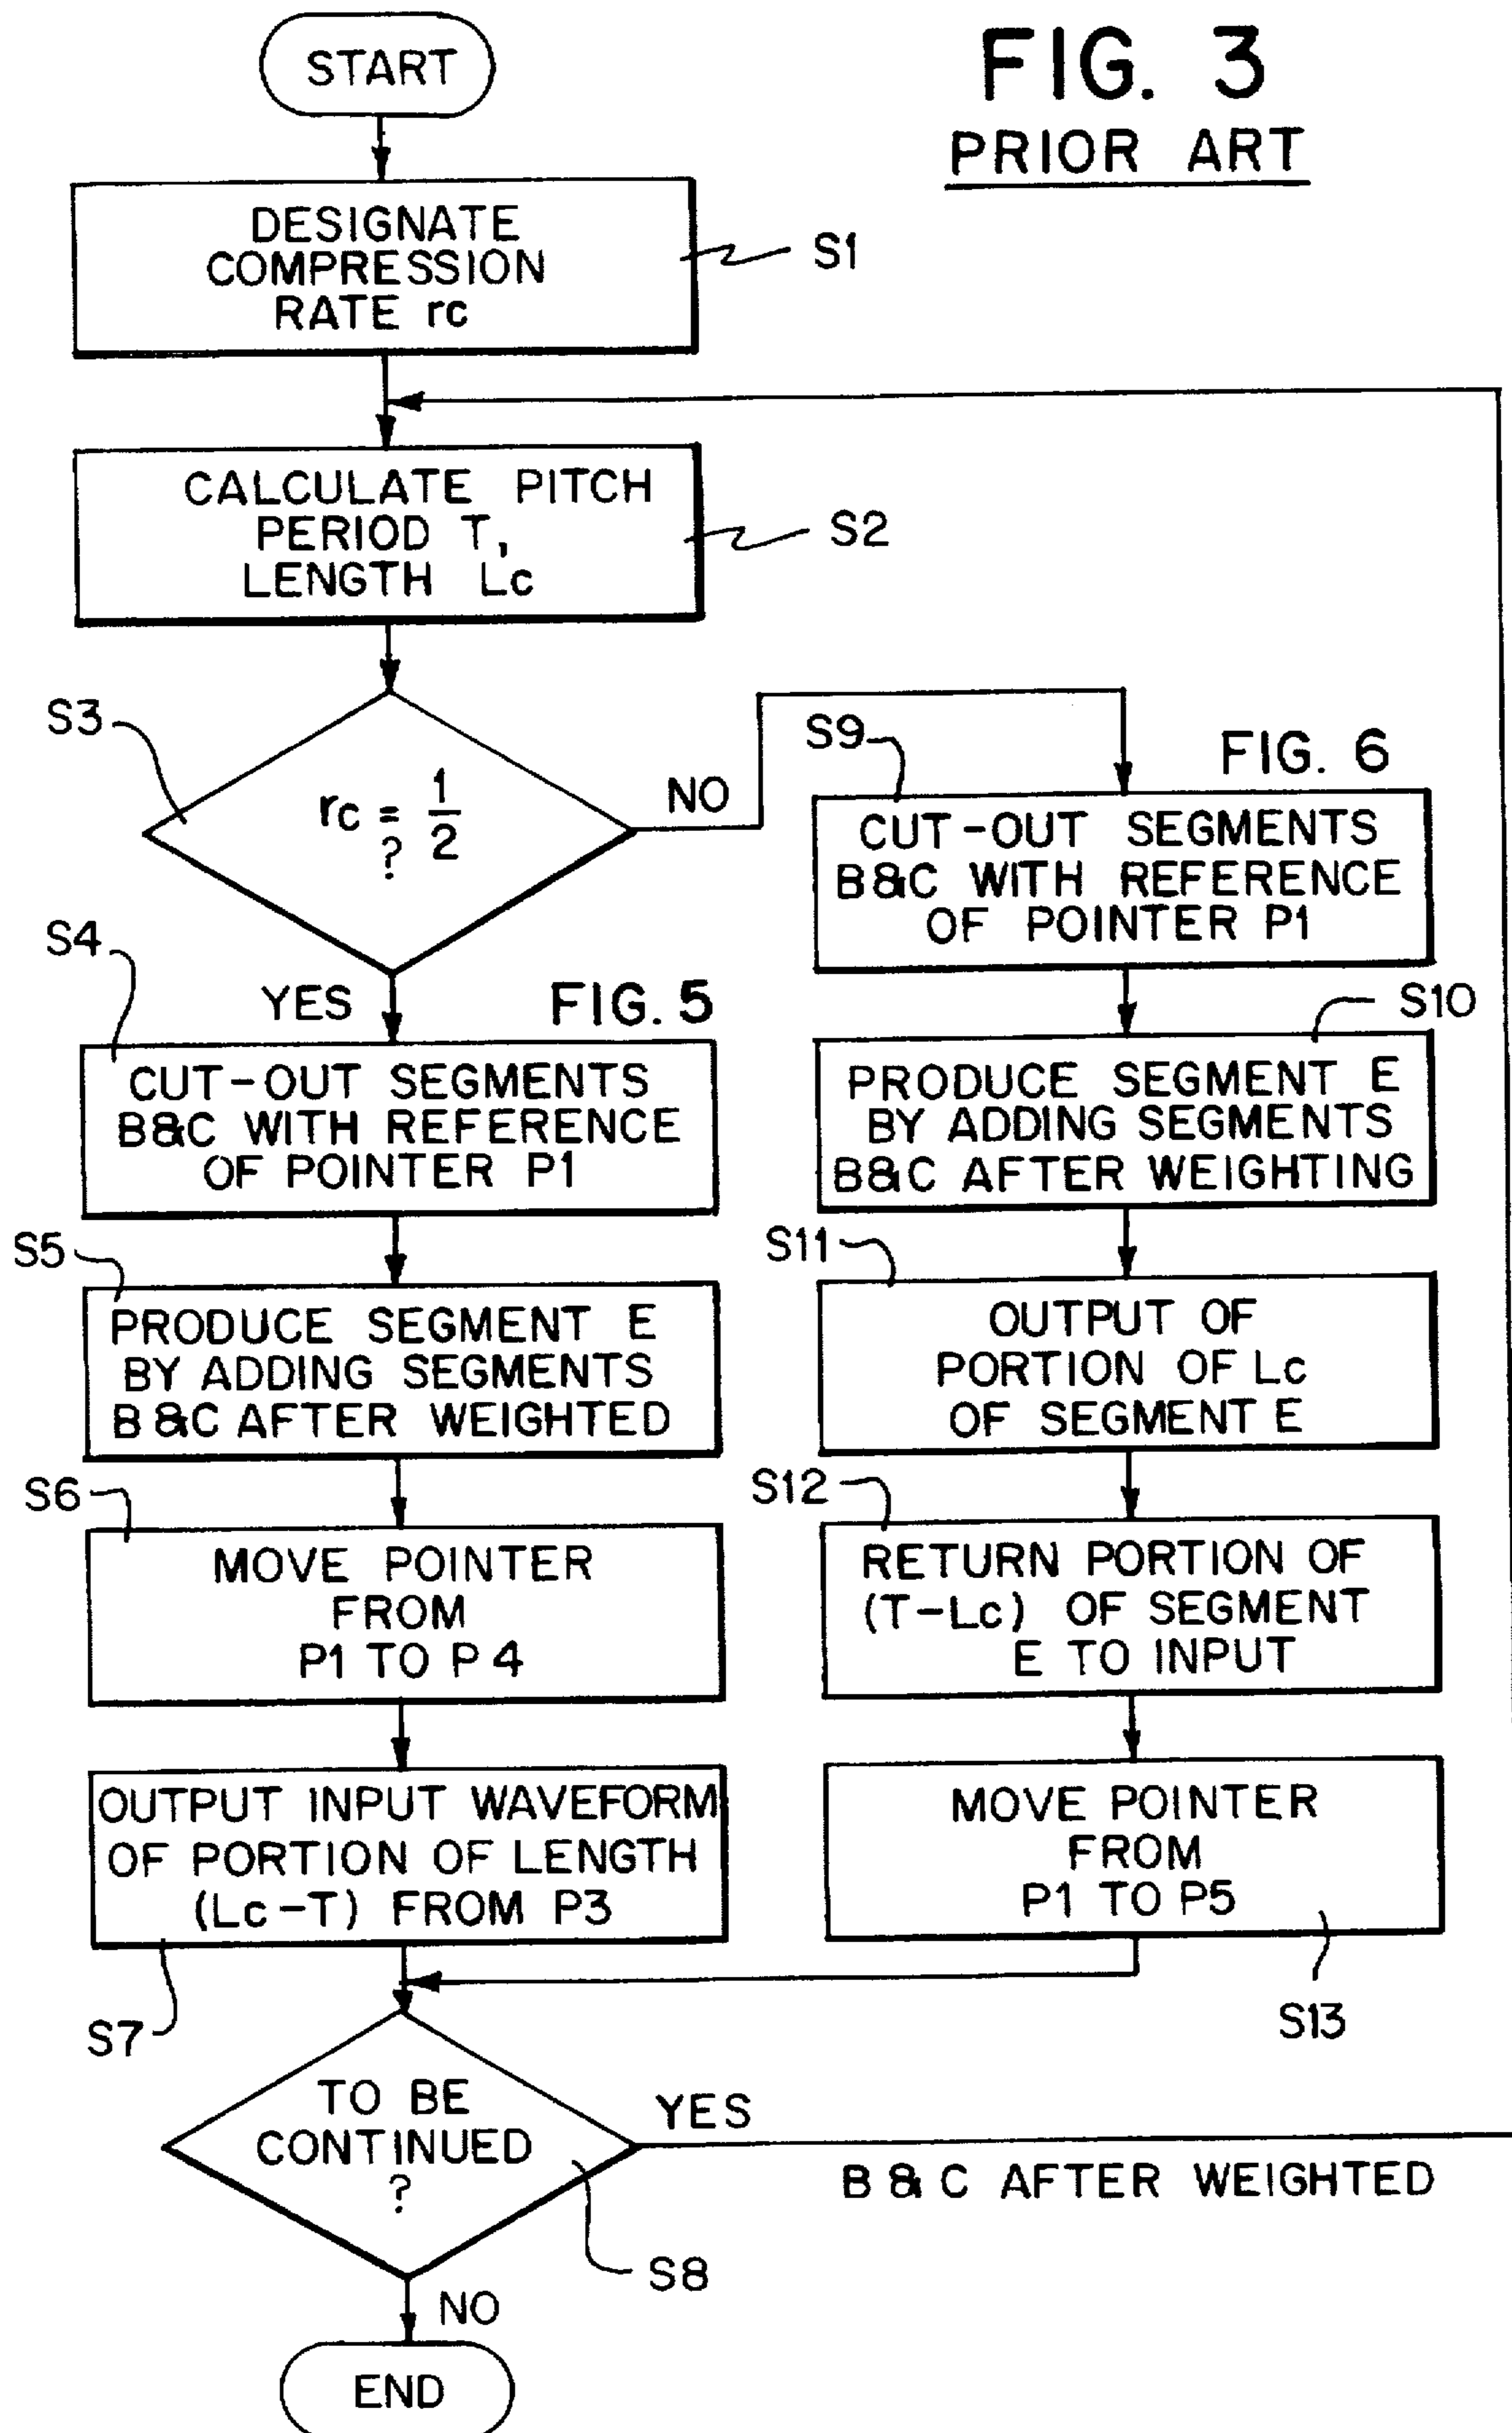 FIG. 3
PRIOR ART
START
DESIGNATE
COMPRESSION
RATE rc
S1
CALCULATE PITCH
PERIOD T,
LENGTH Lc
S2
S3
rc = 1/2
?
NO
YES
FIG. 5
S4
CUT-OUT SEGMENTS
B&C WITH REFERENCE
OF POINTER P1
S5
PRODUCE SEGMENT E
BY ADDING SEGMENTS
B&C AFTER WEIGHTED
S6
MOVE POINTER
FROM
P1 TO P4
OUTPUT INPUT WAVEFORM
OF PORTION OF LENGTH
(Lc-T) FROM P3
S7
FIG. 6
S9
CUT-OUT SEGMENTS
B&C WITH REFERENCE
OF POINTER P1
S10
PRODUCE SEGMENT E
BY ADDING SEGMENTS
B&C AFTER WEIGHTING
S11
OUTPUT OF
PORTION OF Lc
OF SEGMENT E
S12
RETURN PORTION OF
(T-Lc) OF SEGMENT
E TO INPUT
MOVE POINTER
FROM
P1 TO P5
S13
TO BE
CONTINUED
?
YES
B & C AFTER WEIGHTED
S8
NO
END